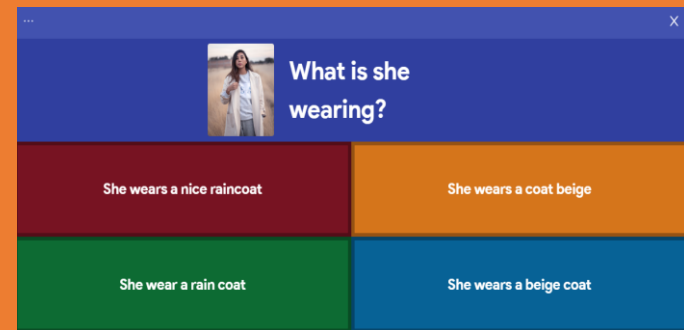 ...
X
What is she
wearing?
She wears a nice raincoat
She wears a coat beige
She wear a rain coat
She wears a beige coat